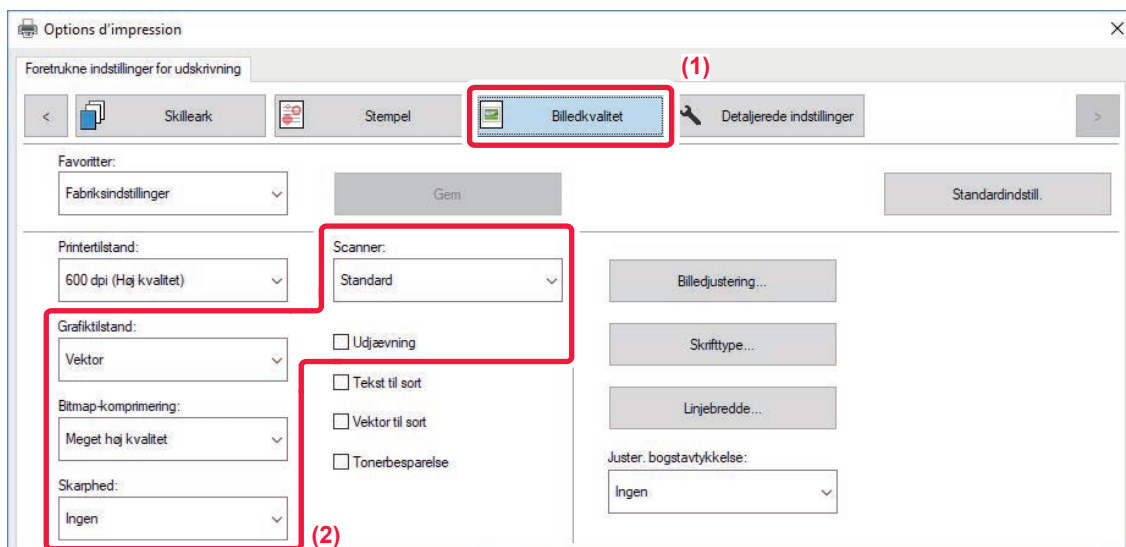 Options d'impression
Foretrukne indstillinger for udskrivning
(1)
< Skilleark Stempel Billedkvalitet Detaljerede indstillinger >
Favoritter:
Fabriksindstillinger Gem Standardindstill.
Printertilstand: Scanner:
600 dpi (Høj kvalitet) Standard Billedjustering...
Grafiktilstand:
Udjævning
Vektor Skrifttype...
Tekst til sort
Bitmap-komprimering:
Linjebredde...
Vektor til sort
Meget høj kvalitet
Tonerbesparelse Juster. bogstavtykkelse:
Skarphed:
Ingen Ingen
(2)